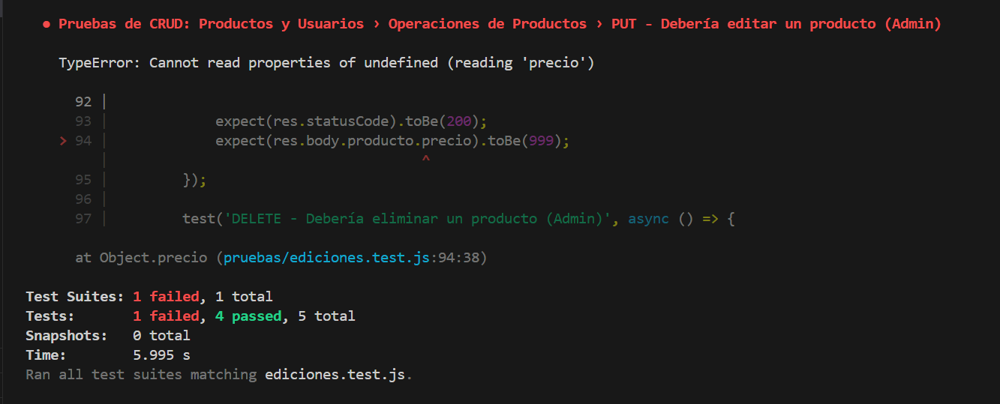 ● Pruebas de CRUD: Productos y Usuarios › Operaciones de Productos › PUT - Debería editar un producto (Admin)
TypeError: Cannot read properties of undefined (reading 'precio')
92 |
93 |             expect(res.statusCode).toBe(200);
> 94 |             expect(res.body.producto.precio).toBe(999);
|                                      ^
95 |         });
96 |
97 |         test('DELETE - Debería eliminar un producto (Admin)', async () => {
at Object.precio (pruebas/ediciones.test.js:94:38)
Test Suites: 1 failed, 1 total
Tests:       1 failed, 4 passed, 5 total
Snapshots:   0 total
Time:        5.995 s
Ran all test suites matching ediciones.test.js.